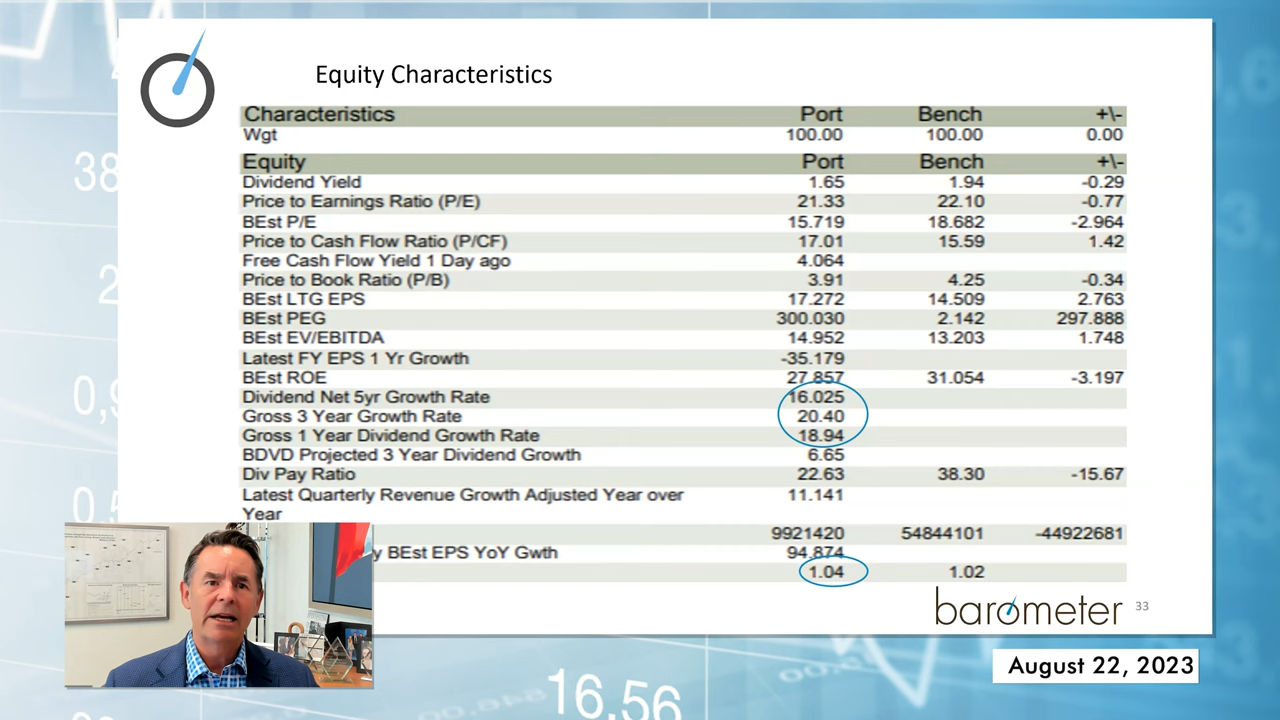 Equity Characteristics
Characteristics Port Bench +\-
Wgt 100.00 100.00 0.00
Equity Port Bench +\-
Dividend Yield 1.65 1.94 -0.29
Price to Earnings Ratio (P/E) 21.33 22.10 -0.77
BEst P/E 15.719 18.682 -2.964
Price to Cash Flow Ratio (P/CF) 17.01 15.59 1.42
Free Cash Flow Yield 1 Day ago 4.064
Price to Book Ratio (P/B) 3.91 4.25 -0.34
BEst LTG EPS 17.272 14.509 2.763
BEst PEG 300.030 2.142 297.888
BEst EV/EBITDA 14.952 13.203 1.748
Latest FY EPS 1 Yr Growth -35.179
BEst ROE 27.857 31.054 -3.197
Dividend Net 5yr Growth Rate 16.025
Gross 3 Year Growth Rate 20.40
Gross 1 Year Dividend Growth Rate 18.94
BDVD Projected 3 Year Dividend Growth 6.65
Div Pay Ratio 22.63 38.30 -15.67
Latest Quarterly Revenue Growth Adjusted Year over
Year 11.141
9921420 54844101 -44922681
y BEst EPS YoY Gwth 94.874
1.04 1.02
barometer 33
August 22, 2023
38
2
0,9
0,5
16,56